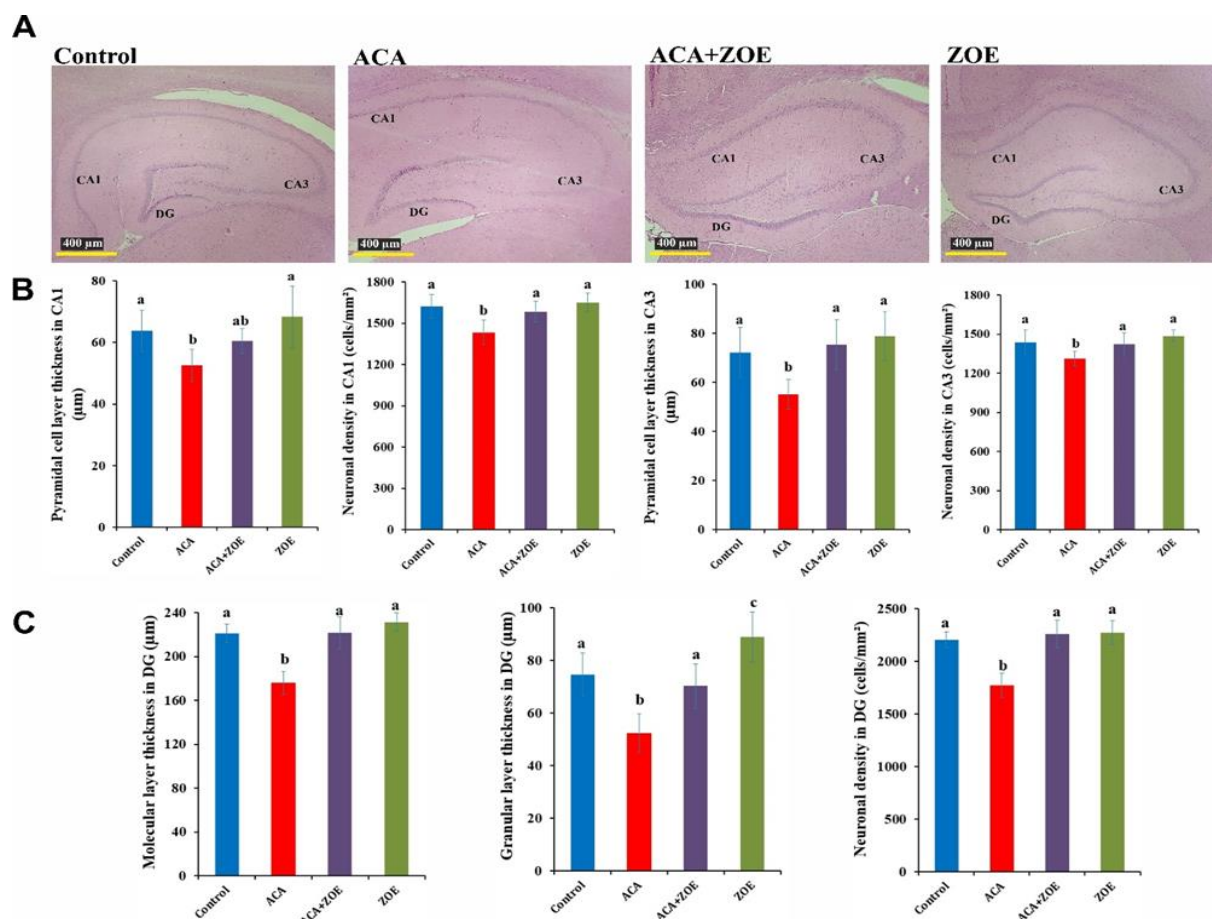 A
Control
ACA
ACA+ZOE
ZOE
CA1
CA3
DG
400 µm
CA1
CA3
DG
400 µm
CA1
CA3
DG
400 µm
CA1
CA3
DG
400 µm
B
Pyramidal cell layer thickness in CA1
(µm)
80
60
40
20
0
a
b
ab
a
Control
ACA
ACA+ZOE
ZOE
Neuronal density in CA1 (cells/mm²)
1800
1500
1200
900
600
300
0
a
b
a
a
Control
ACA
ACA+ZOE
ZOE
Pyramidal cell layer thickness in CA3
(µm)
100
80
60
40
20
0
a
b
a
a
Control
ACA
ACA+ZOE
ZOE
Neuronal density in CA3 (cells/mm²)
1800
1500
1200
900
600
300
0
a
b
a
a
Control
ACA
ACA+ZOE
ZOE
C
Molecular layer thickness in DG (µm)
240
200
160
120
80
40
0
a
b
a
a
Control
ACA
ACA+ZOE
ZOE
Granular layer thickness in DG (µm)
100
80
60
40
20
0
a
b
a
c
Control
ACA
ACA+ZOE
ZOE
Neuronal density in DG (cells/mm²)
2500
2000
1500
1000
500
0
a
b
a
a
Control
ACA
ACA+ZOE
ZOE